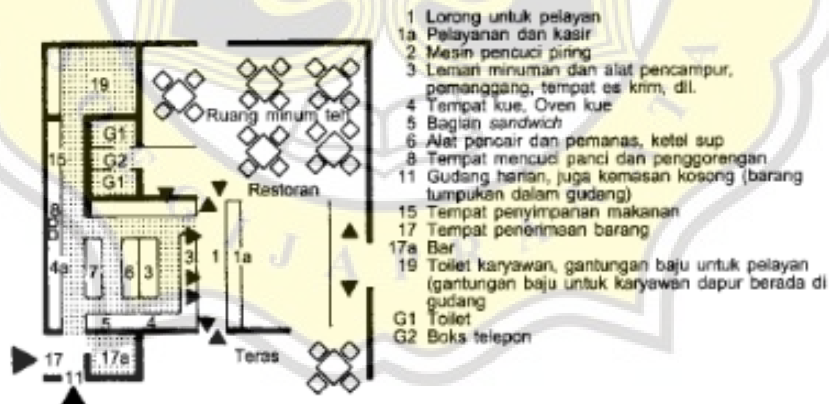 19
G1
G2
G1
15
Ruang minum teh
Restoran
8
4a
7
6
3
3
1
1a
5
4
Teras
17
17a
11
1 Lorong untuk pelayan
1a Pelayanan dan kasir
2 Mesin pencuci piring
3 Lemari minuman dan alat pencampur,
pemanggang, tempat es krim, dll.
4 Tempat kue, Oven kue
5 Bagian sandwich
6 Alat pencair dan pemanas, ketel sup
8 Tempat mencuci panci dan penggorengan
11 Gudang harian, juga kemasan kosong (barang
tumpukan dalam gudang)
15 Tempat penyimpanan makanan
17 Tempat penerimaan barang
17a Bar
19 Toilet karyawan, gantungan baju untuk pelayan
(gantungan baju untuk karyawan dapur berada di
gudang
G1 Toilet
G2 Boks telepon